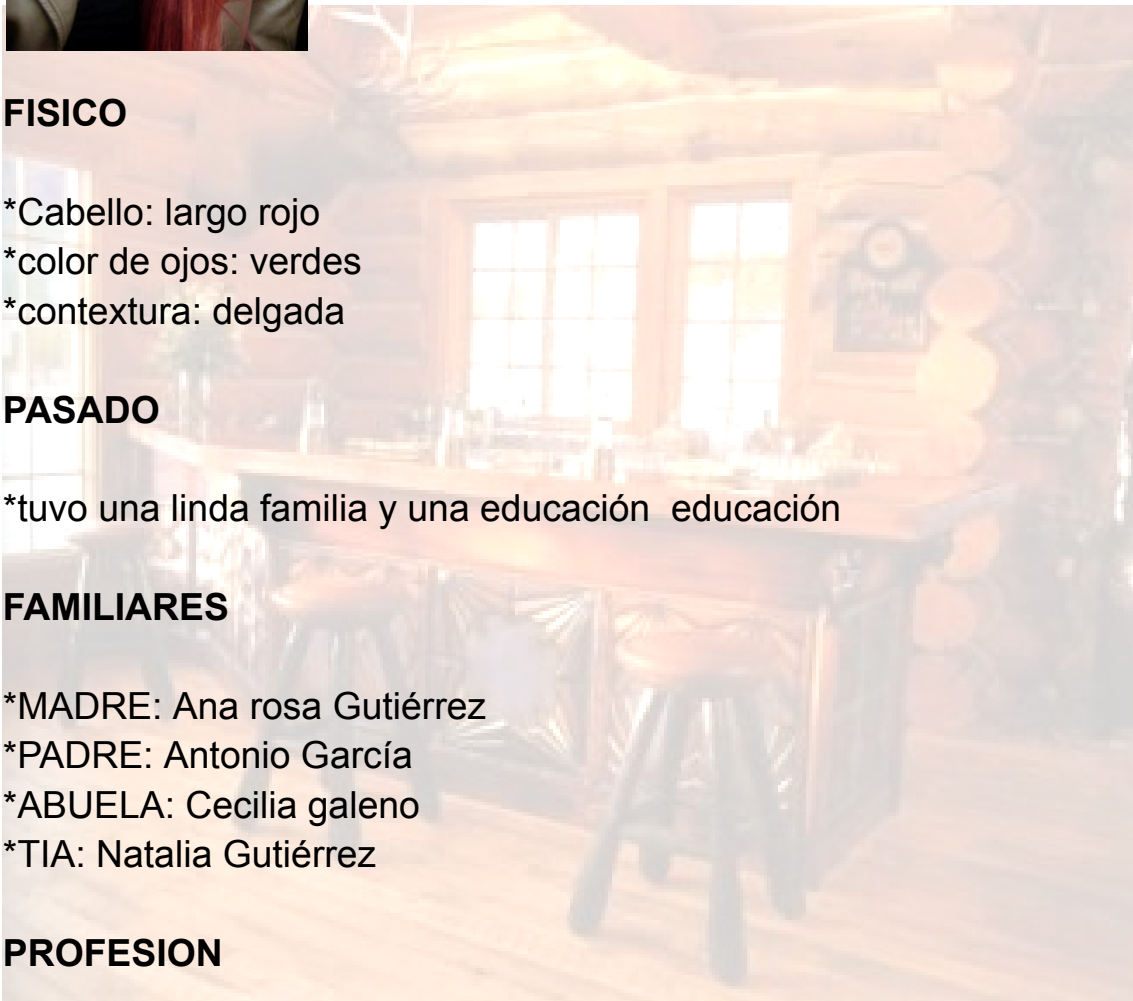 FISICO
*Cabello: largo rojo
*color de ojos: verdes
*contextura: delgada
PASADO
*tuvo una linda familia y una educación  educación
FAMILIARES
*MADRE: Ana rosa Gutiérrez
*PADRE: Antonio García
*ABUELA: Cecilia galeno
*TIA: Natalia Gutiérrez
PROFESION